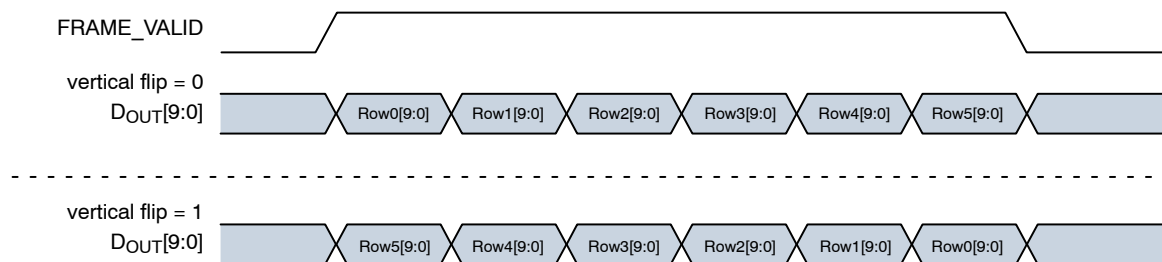 FRAME_VALID
vertical flip = 0
DOUT[9:0]
Row0[9:0] Row1[9:0] Row2[9:0] Row3[9:0] Row4[9:0] Row5[9:0]
vertical flip = 1
DOUT[9:0]
Row5[9:0] Row4[9:0] Row3[9:0] Row2[9:0] Row1[9:0] Row0[9:0]